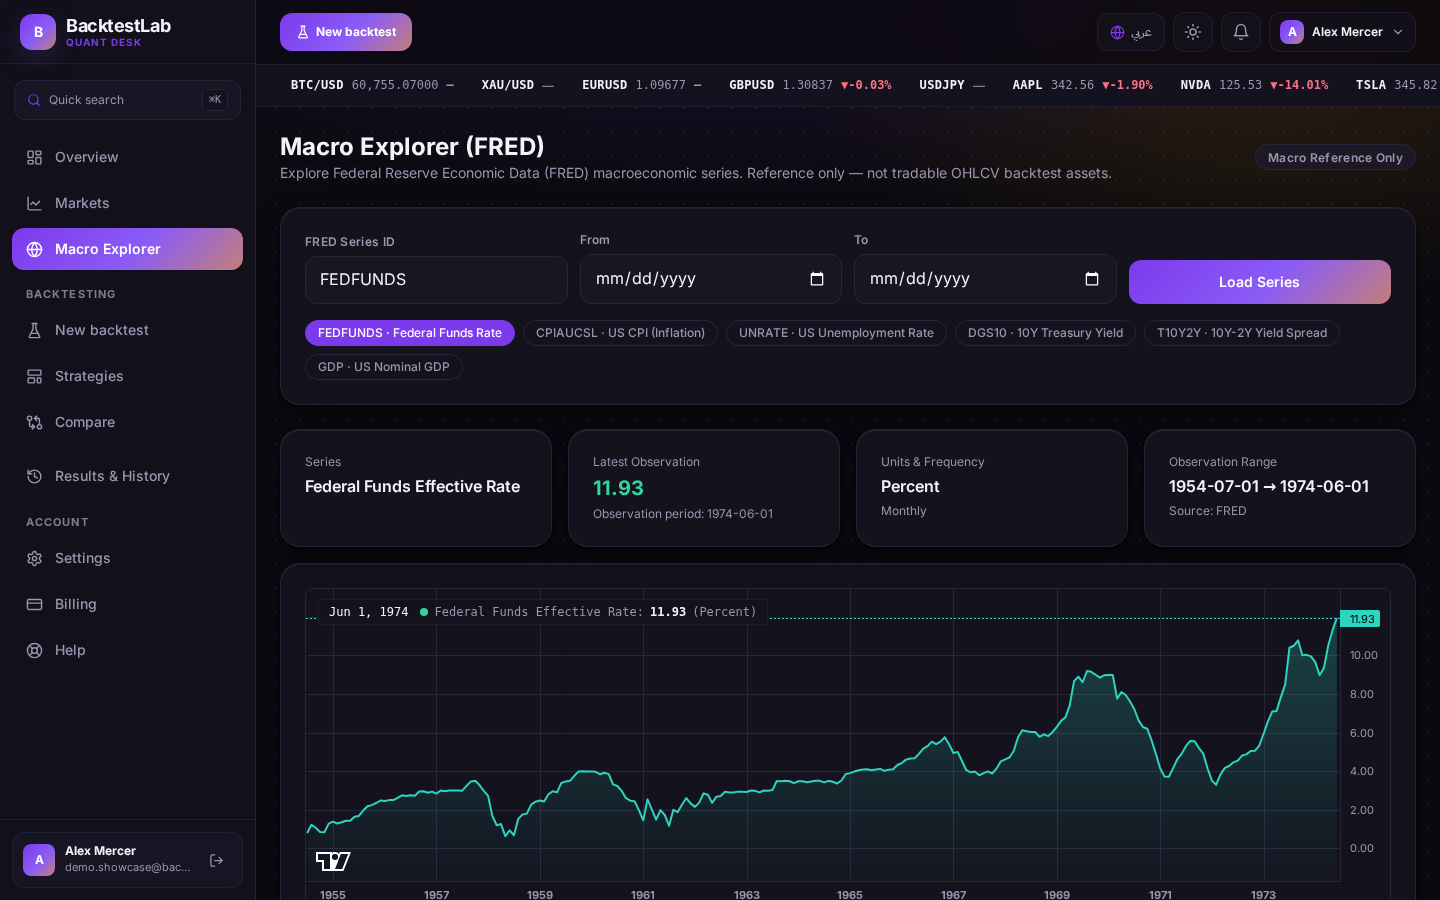 B
BacktestLab
QUANT DESK
New backtest
عربي
A
Alex Mercer
Quick search
⌘K
BTC/USD 60,755.07000 —
XAU/USD —
EURUSD 1.09677 —
GBPUSD 1.30837 ▼-0.03%
USDJPY —
AAPL 342.56 ▼-1.90%
NVDA 125.53 ▼-14.01%
TSLA 345.82
Overview
Markets
Macro Explorer
BACKTESTING
New backtest
Strategies
Compare
Results & History
ACCOUNT
Settings
Billing
Help
A
Alex Mercer
demo.showcase@bac...
Macro Explorer (FRED)
Macro Reference Only
Explore Federal Reserve Economic Data (FRED) macroeconomic series. Reference only — not tradable OHLCV backtest assets.
FRED Series ID
From
To
FEDFUNDS
mm/dd/yyyy
mm/dd/yyyy
Load Series
FEDFUNDS · Federal Funds Rate
CPIAUCSL · US CPI (Inflation)
UNRATE · US Unemployment Rate
DGS10 · 10Y Treasury Yield
T10Y2Y · 10Y-2Y Yield Spread
GDP · US Nominal GDP
Series
Federal Funds Effective Rate
Latest Observation
11.93
Observation period: 1974-06-01
Units & Frequency
Percent
Monthly
Observation Range
1954-07-01 → 1974-06-01
Source: FRED
Jun 1, 1974 Federal Funds Effective Rate: 11.93 (Percent)
11.93
10.00
8.00
6.00
4.00
2.00
0.00
1955
1957
1959
1961
1963
1965
1967
1969
1971
1973